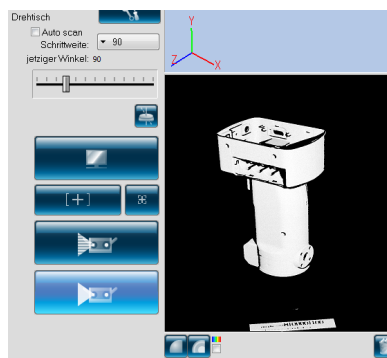 Drehtisch
Auto scan
Schrittweite: 90
jetziger Winkel: 90
[+]
Y
Z X